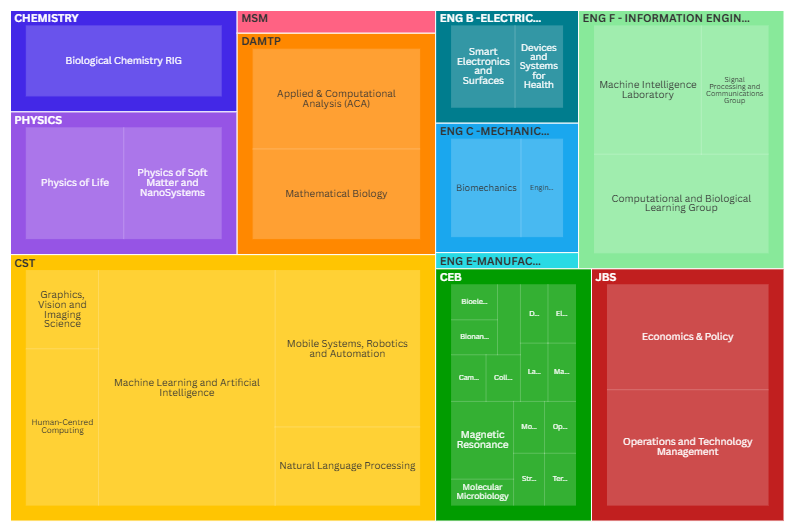 CHEMISTRY
Biological Chemistry RIG
PHYSICS
Physics of Life
Physics of Soft
Matter and
NanoSystems
MSM
DAMTP
Applied & Computational
Analysis (ACA)
Mathematical Biology
ENG B -ELECTRIC...
Smart
Electronics
and
Surfaces
Devices
and
Systems
for
Health
ENG C -MECHANIC...
Biomechanics
Engin...
ENG E-MANUFAC...
ENG F - INFORMATION ENGIN...
Machine Intelligence
Laboratory
Signal
Processing and
Communications
Group
Computational and Biological
Learning Group
CST
Graphics,
Vision and
Imaging
Science
Human-Centred
Computing
Machine Learning and Artificial
Intelligence
Mobile Systems, Robotics
and Automation
Natural Language Processing
CEB
Bioele...
Bionan...
D...
El...
Cam...
Coll...
La...
Ma...
Magnetic
Resonance
Mo...
Op...
Molecular
Microbiology
Str...
Ter...
JBS
Economics & Policy
Operations and Technology
Management